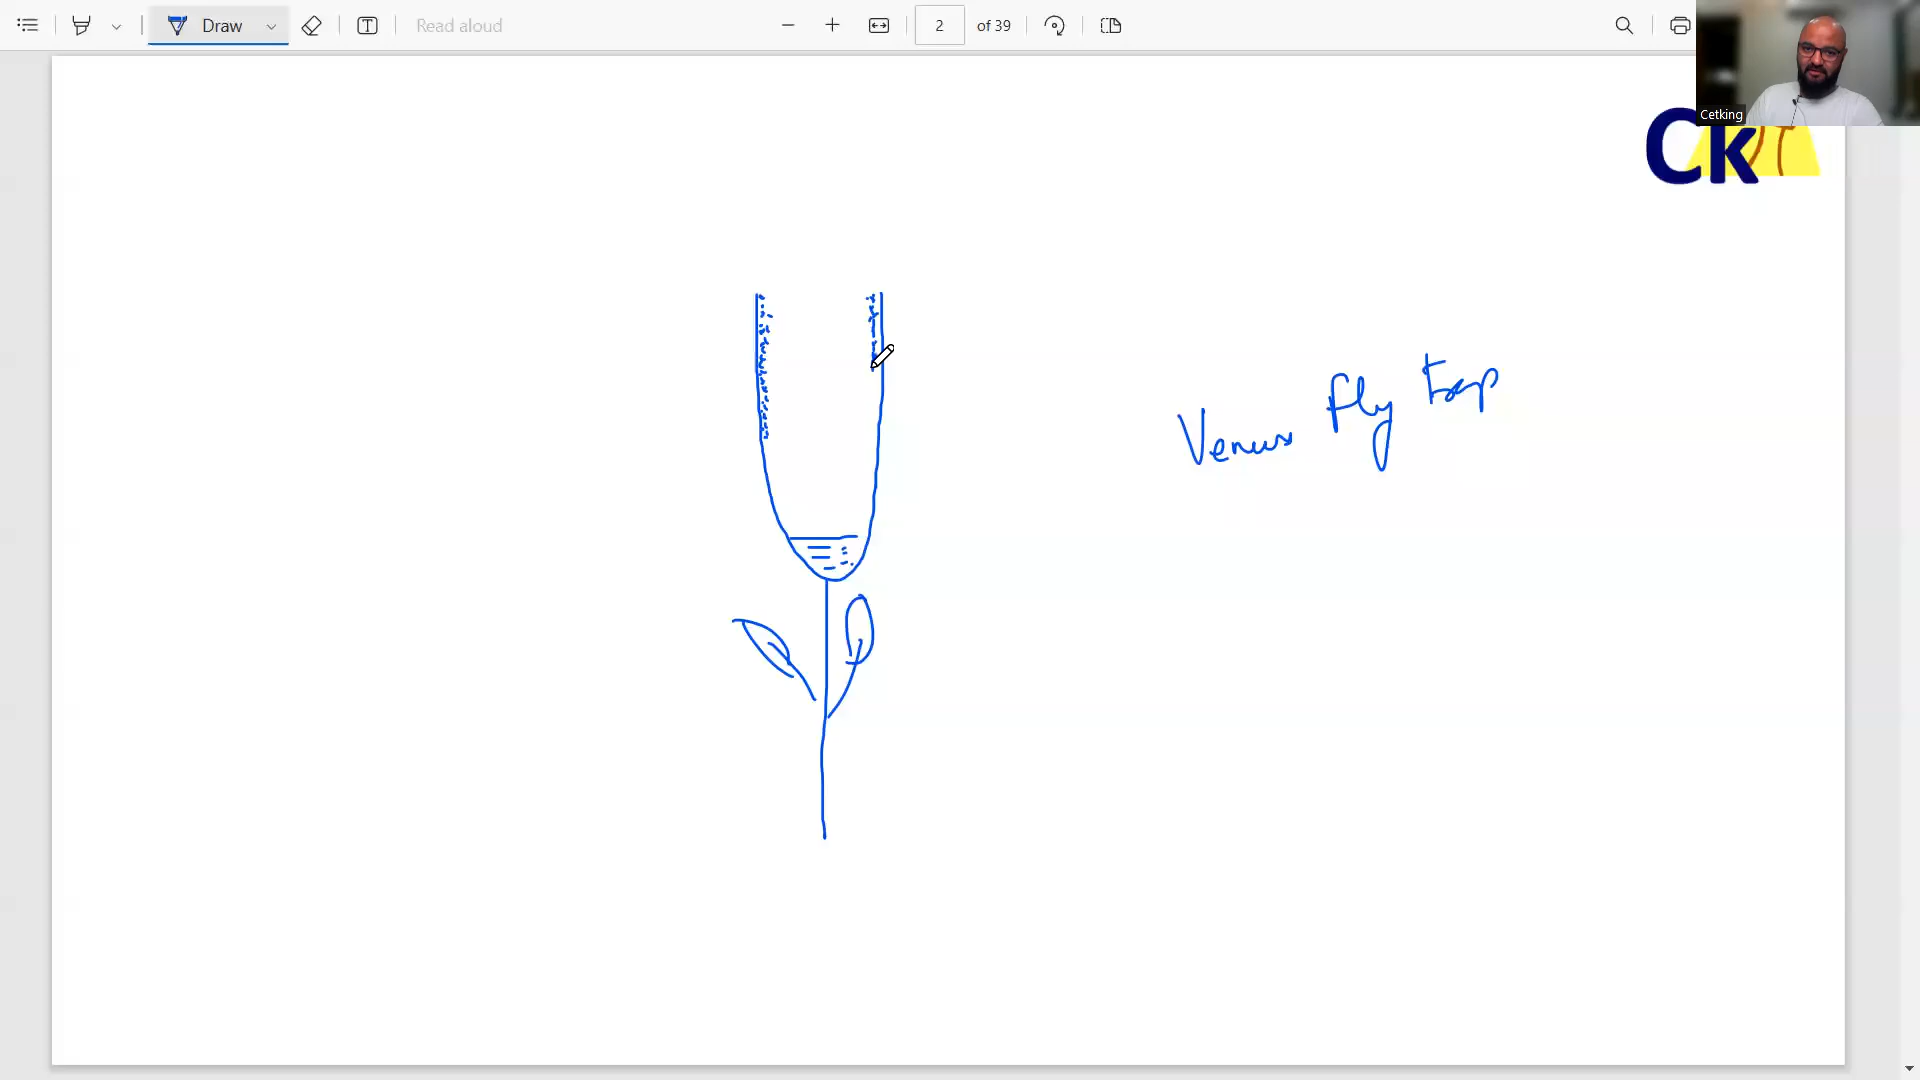 Draw
Read aloud
2 of 39
Cetking
Ck
Venus fly trap